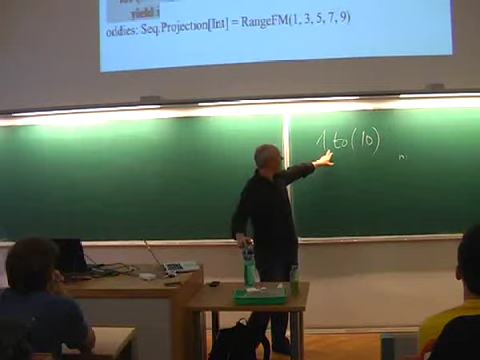 yield i
oddies: Seq.Projection[Int] = RangeFM(1, 3, 5, 7, 9)
1 to (10)